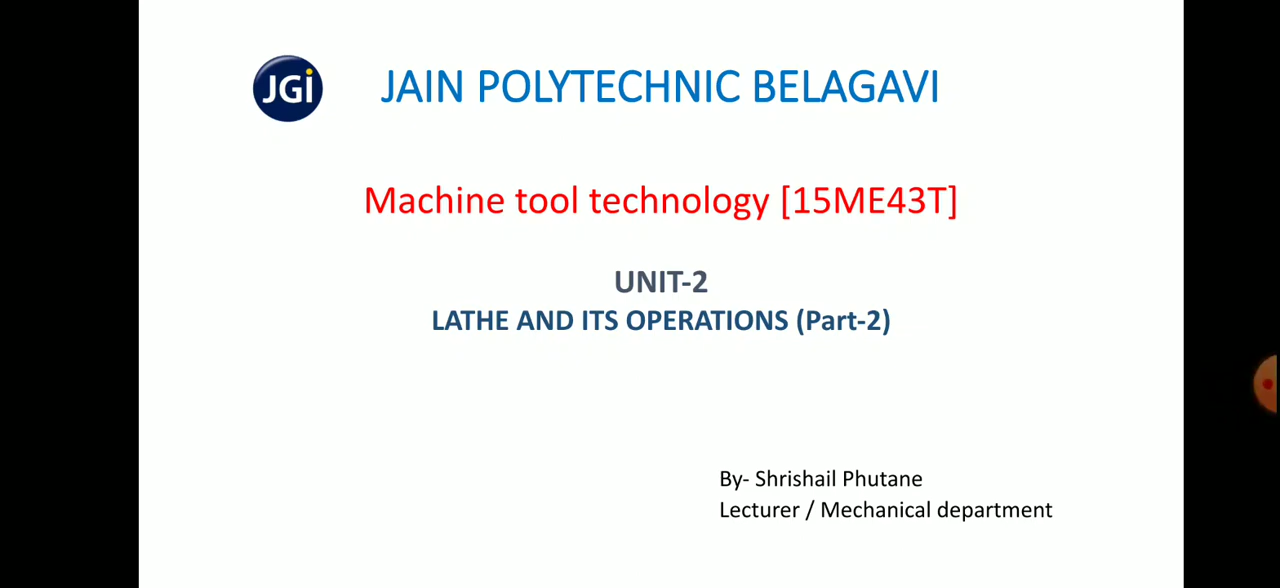 JGi
JAIN POLYTECHNIC BELAGAVI
Machine tool technology [15ME43T]
UNIT-2
LATHE AND ITS OPERATIONS (Part-2)
By- Shrishail Phutane
Lecturer / Mechanical department